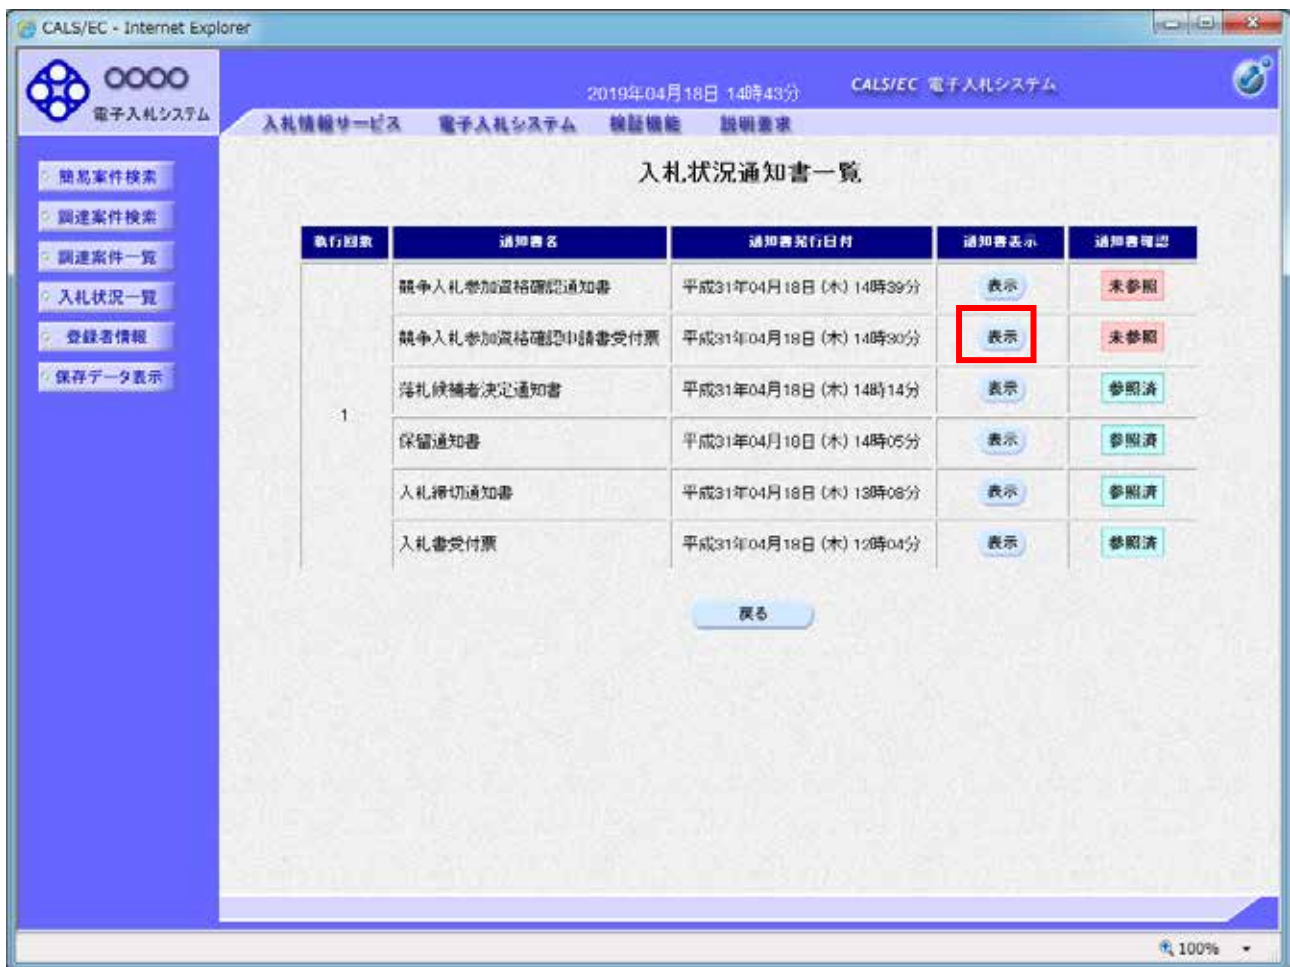 CALS/EC - Internet Explorer
OOOO
電子入札システム
2019年04月18日 14時43分
CALS/EC 電子入札システム
入札情報サービス 電子入札システム 検証機能 説明要求
簡易案件検索
調達案件検索
調達案件一覧
入札状況一覧
登録者情報
保存データ表示
入札状況通知書一覧
執行回数 通知書名 通知書発行日付 通知書表示 通知書確認
競争入札参加資格確認通知書 平成31年04月18日 (木) 14時39分 表示 未参照
競争入札参加資格確認申請書受付票 平成31年04月18日 (木) 14時30分 表示 未参照
落札候補者決定通知書 平成31年04月18日 (木) 14時14分 表示 参照済
1
保留通知書 平成31年04月18日 (木) 14時05分 表示 参照済
入札締切通知書 平成31年04月18日 (木) 13時08分 表示 参照済
入札書受付票 平成31年04月18日 (木) 12時04分 表示 参照済
戻る
100%